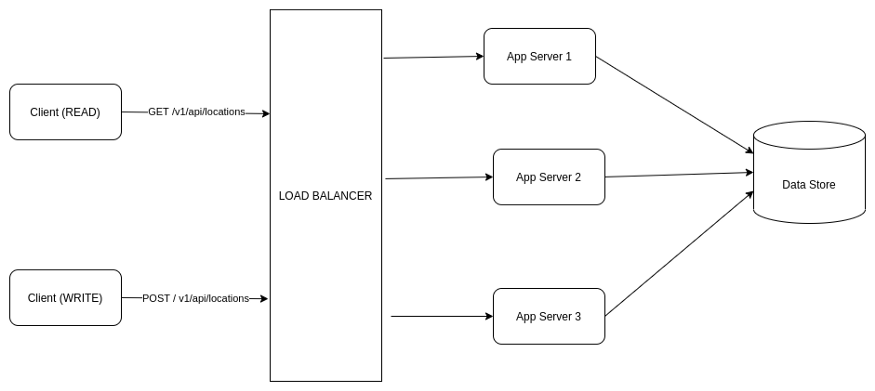 App Server 1
Client (READ)
GET /v1/api/locations
App Server 2
Data Store
LOAD BALANCER
Client (WRITE)
POST / v1/api/locations
App Server 3